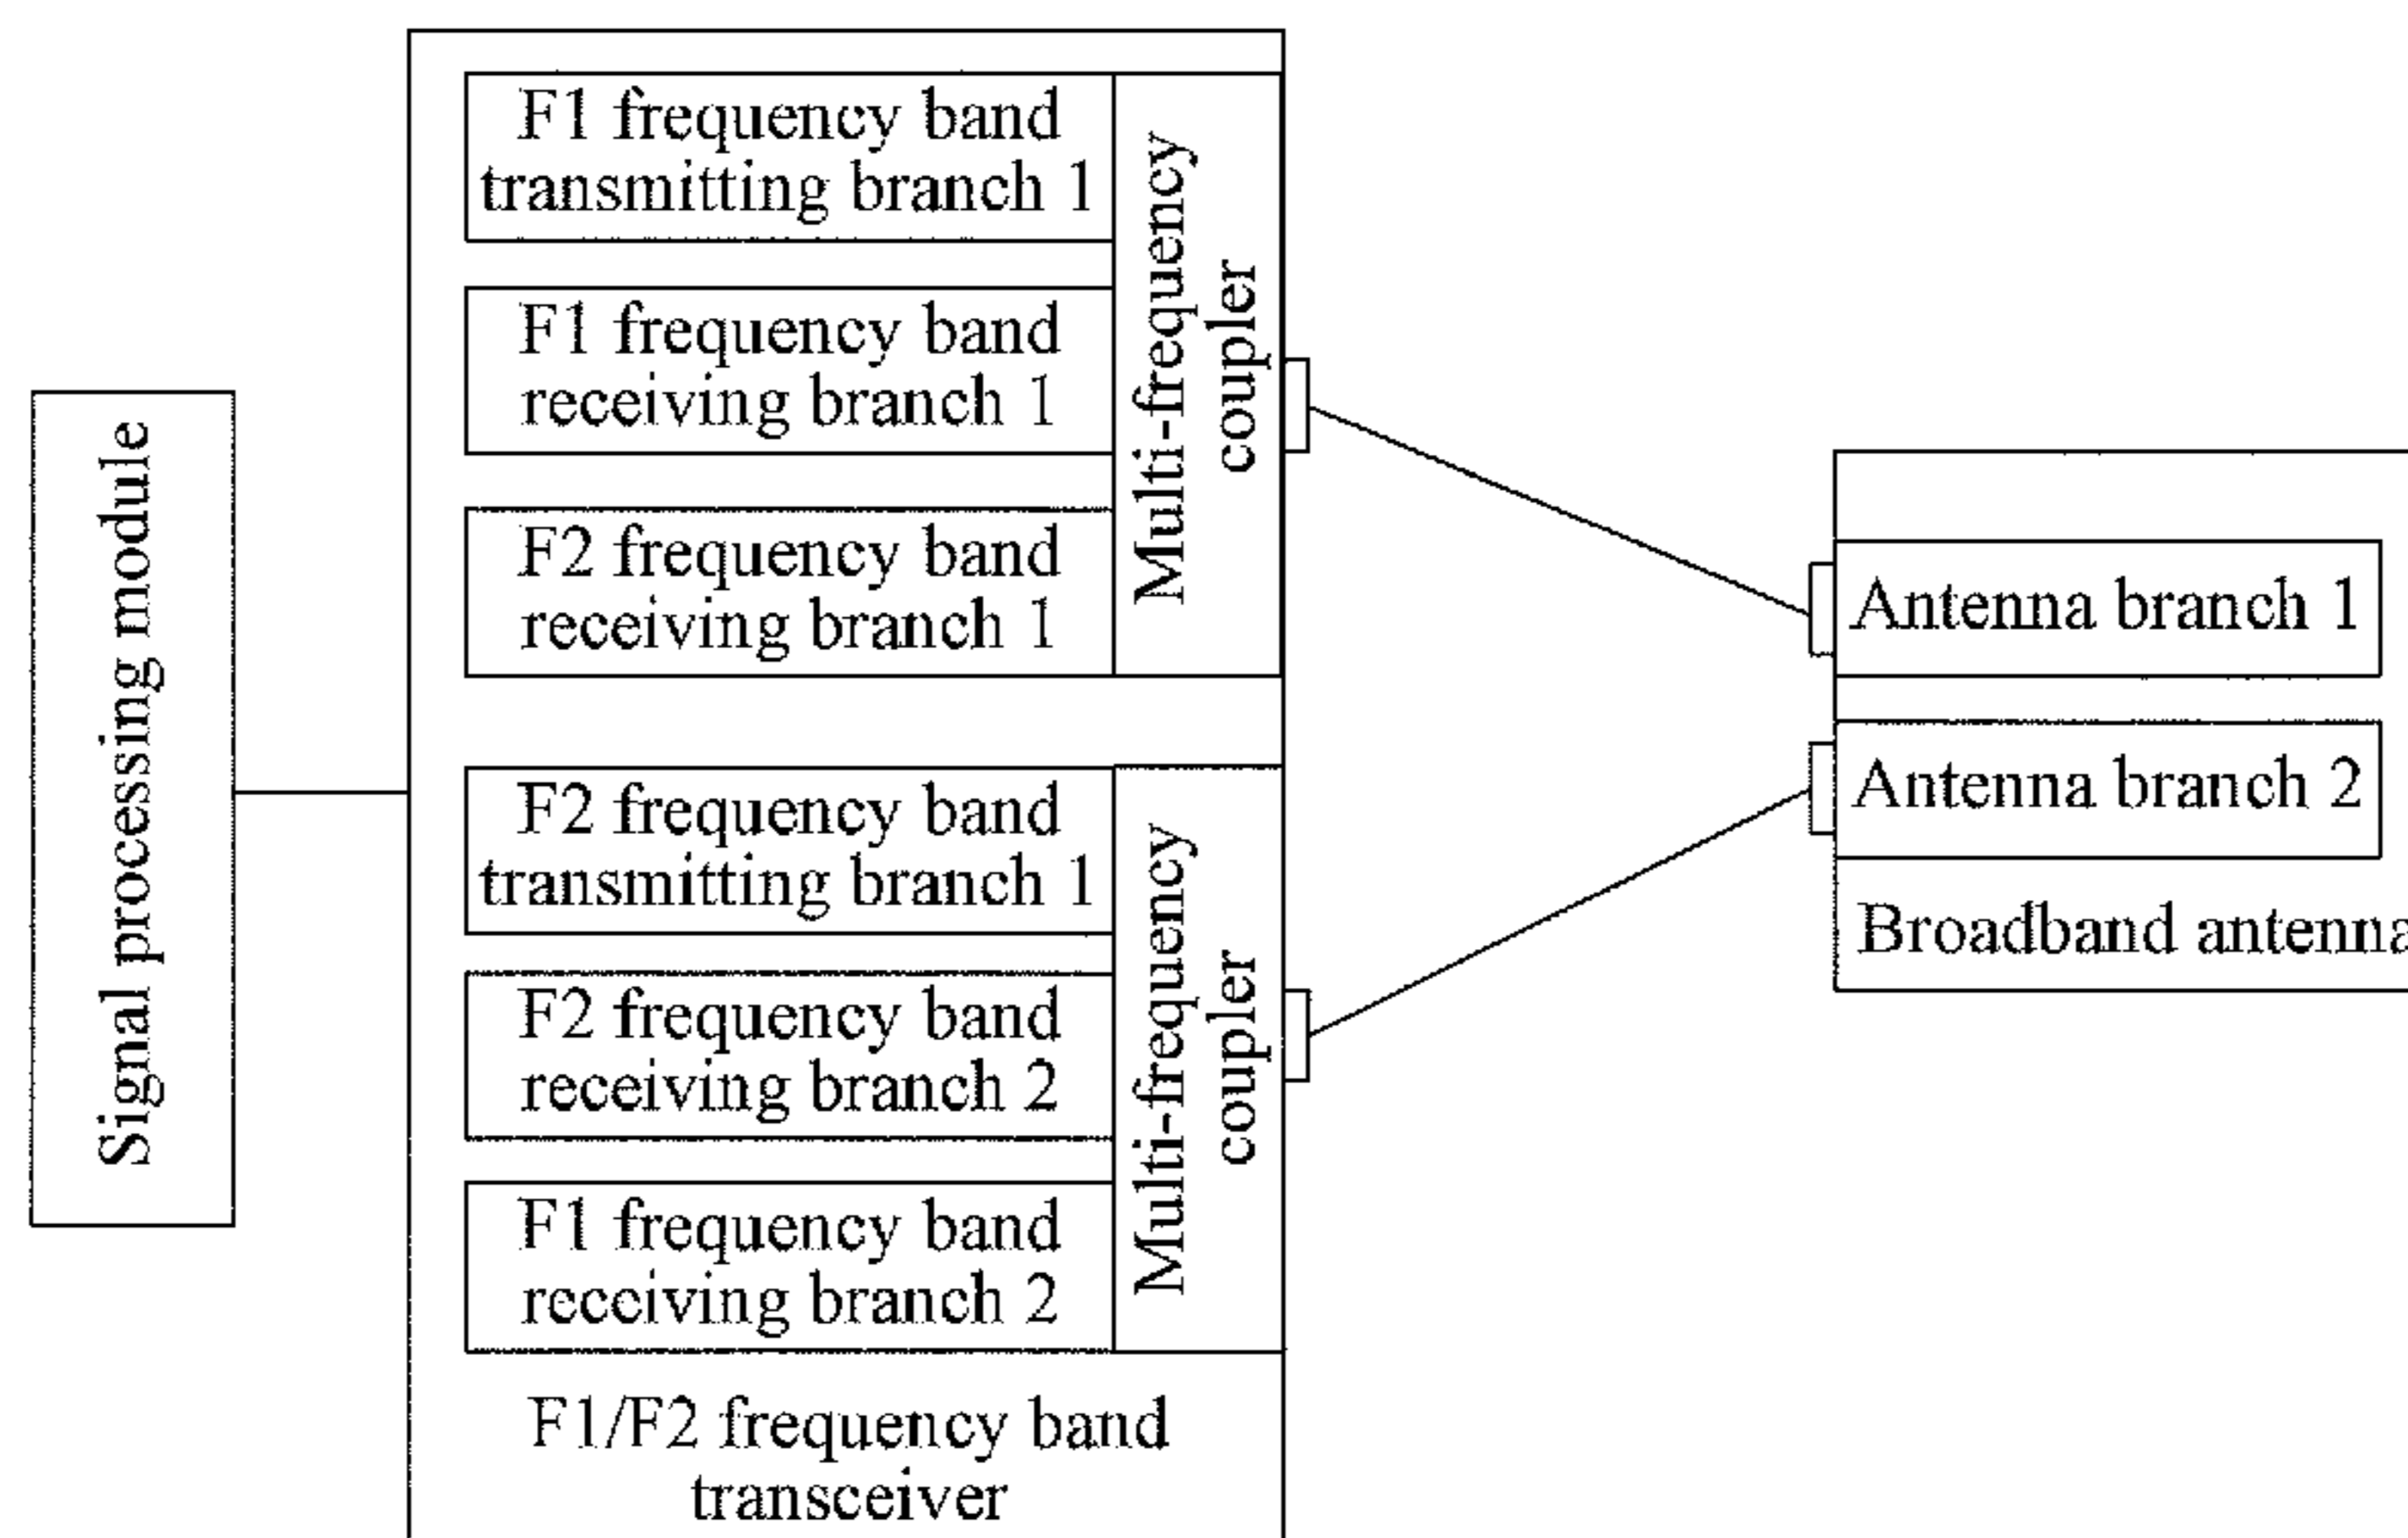 Signal processing module
F1 frequency band
transmitting branch 1
F1 frequency band
receiving branch 1
F2 frequency band
receiving branch 1
Multi-frequency
coupler
F2 frequency band
transmitting branch 1
F2 frequency band
receiving branch 2
F1 frequency band
receiving branch 2
Multi-frequency
coupler
F1/F2 frequency band
transceiver
Antenna branch 1
Antenna branch 2
Broadband antenna